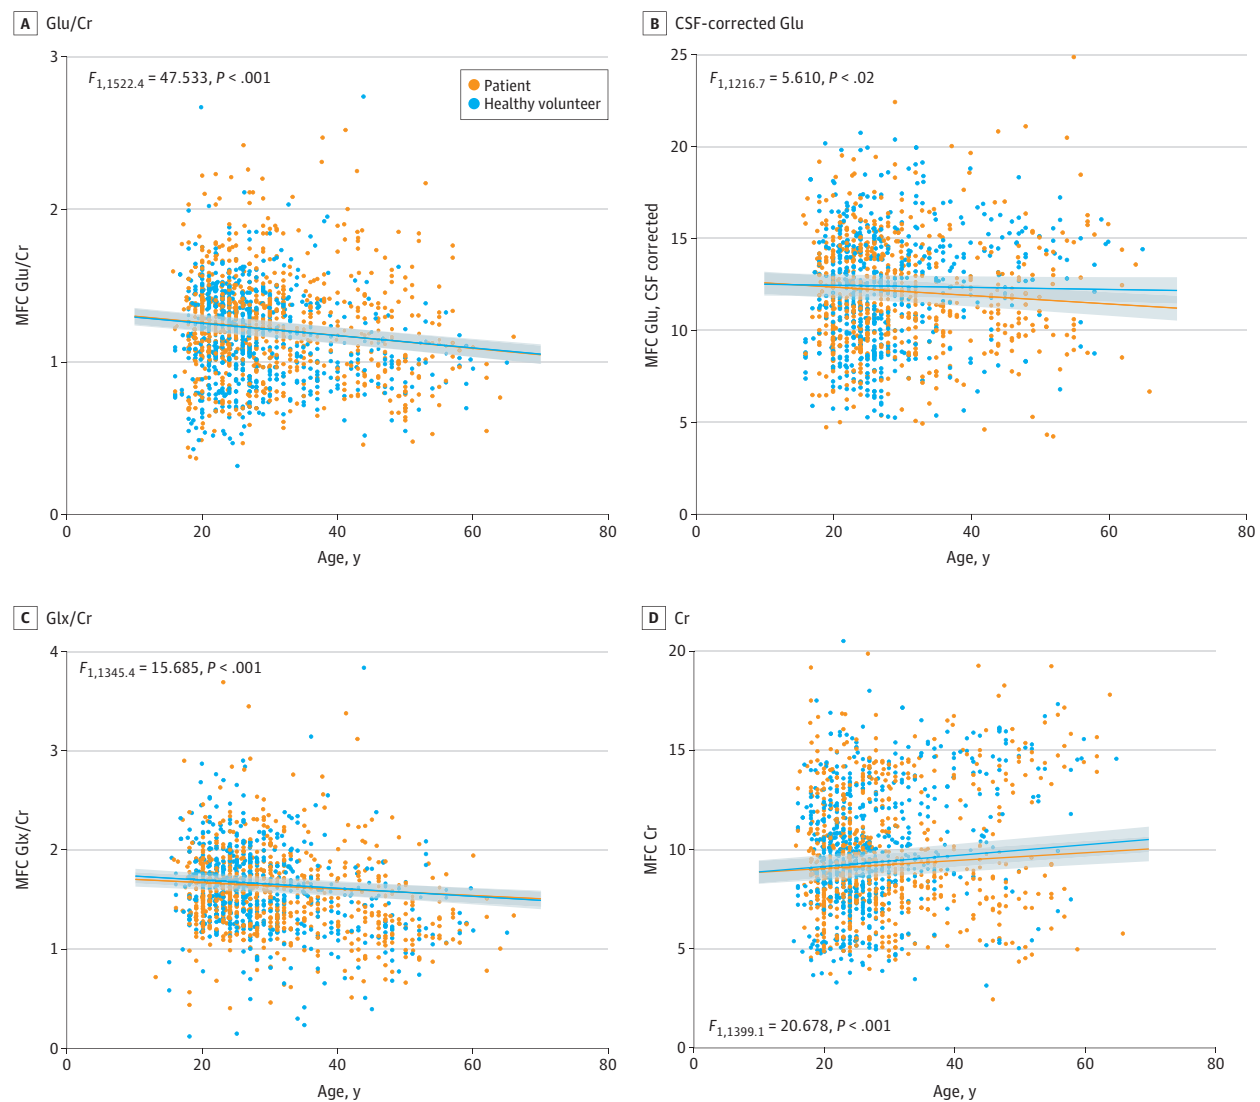 A Glu/Cr
3
2
1
0
MFC Glu/Cr
F1,1522.4 = 47.533, P < .001
Patient
Healthy volunteer
0 20 40 60 80
Age, y
B CSF-corrected Glu
25
20
15
10
5
0
MFC Glu, CSF corrected
F1,1216.7 = 5.610, P < .02
0 20 40 60 80
Age, y
C Glx/Cr
4
3
2
1
0
MFC Glx/Cr
F1,1345.4 = 15.685, P < .001
0 20 40 60 80
Age, y
D Cr
20
15
10
5
0
MFC Cr
F1,1399.1 = 20.678, P < .001
0 20 40 60 80
Age, y